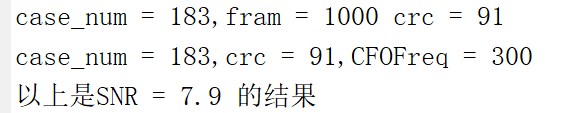 case_num = 183,fram = 1000 crc = 91
case_num = 183,crc = 91,CFOFreq = 300
以上是SNR = 7.9 的结果